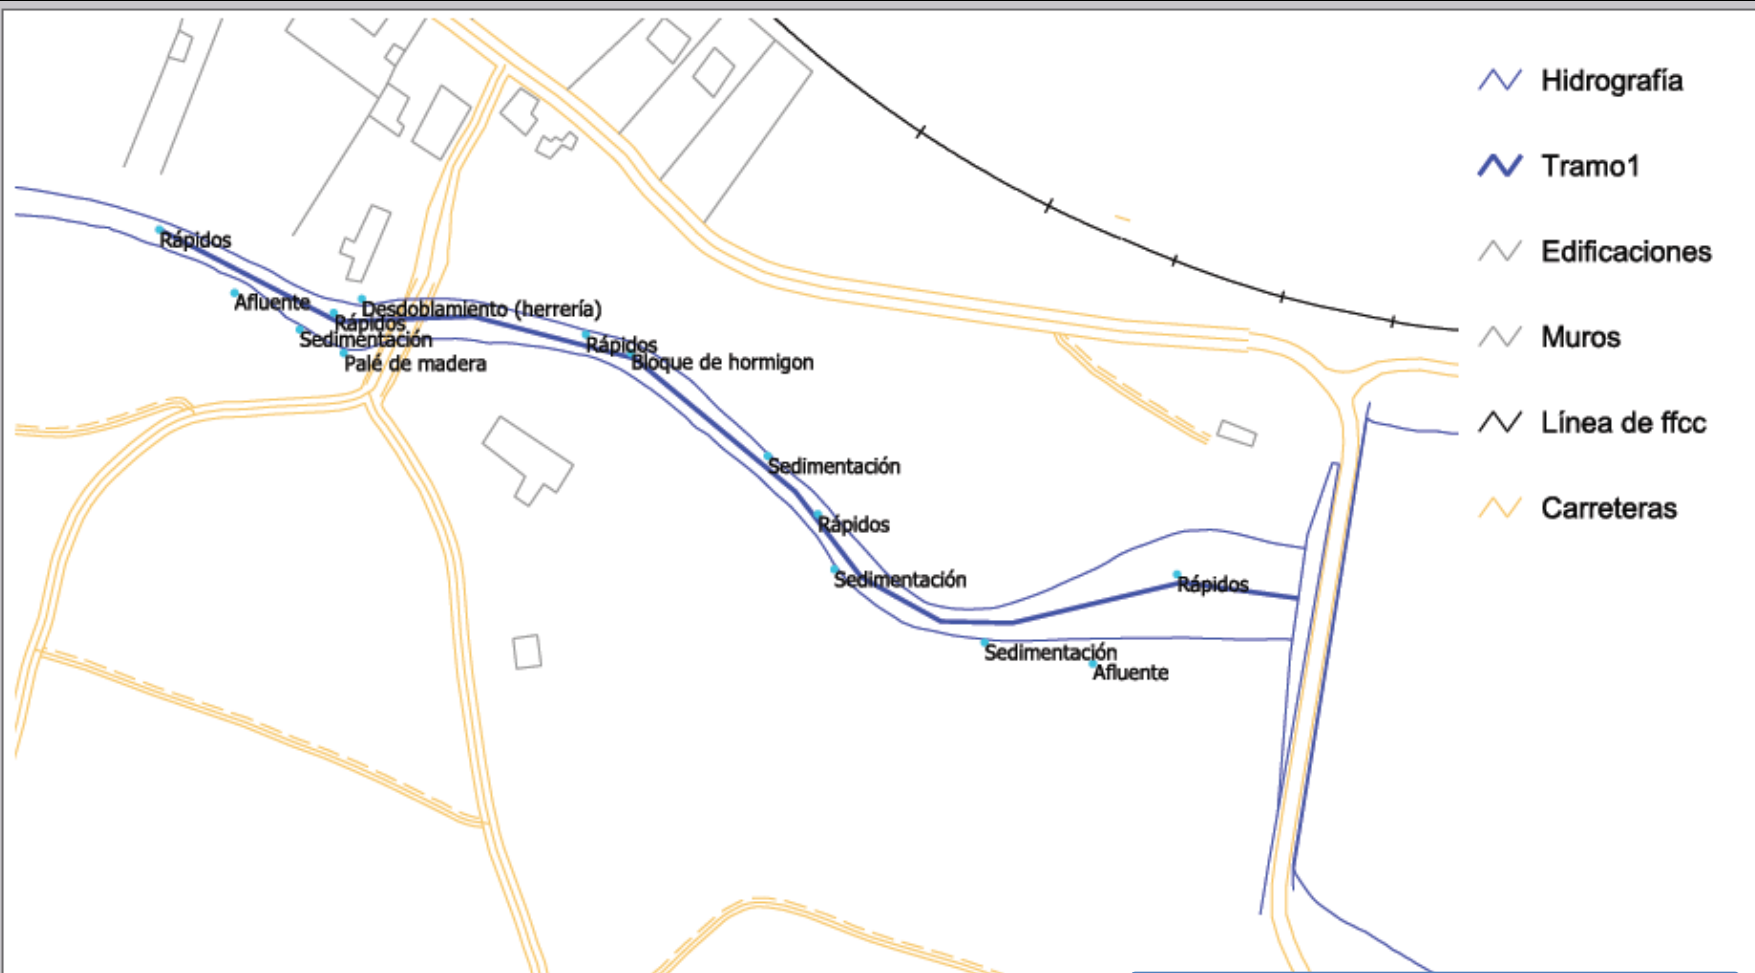 Rápidos
Afluente
Desdoblamiento (herrería)
Rápidos
Sedimentación
Palé de madera
Rápidos
Bloque de hormigon
Sedimentación
Rápidos
Sedimentación
Rápidos
Sedimentación
Afluente
Hidrografía
Tramo1
Edificaciones
Muros
Línea de ffcc
Carreteras